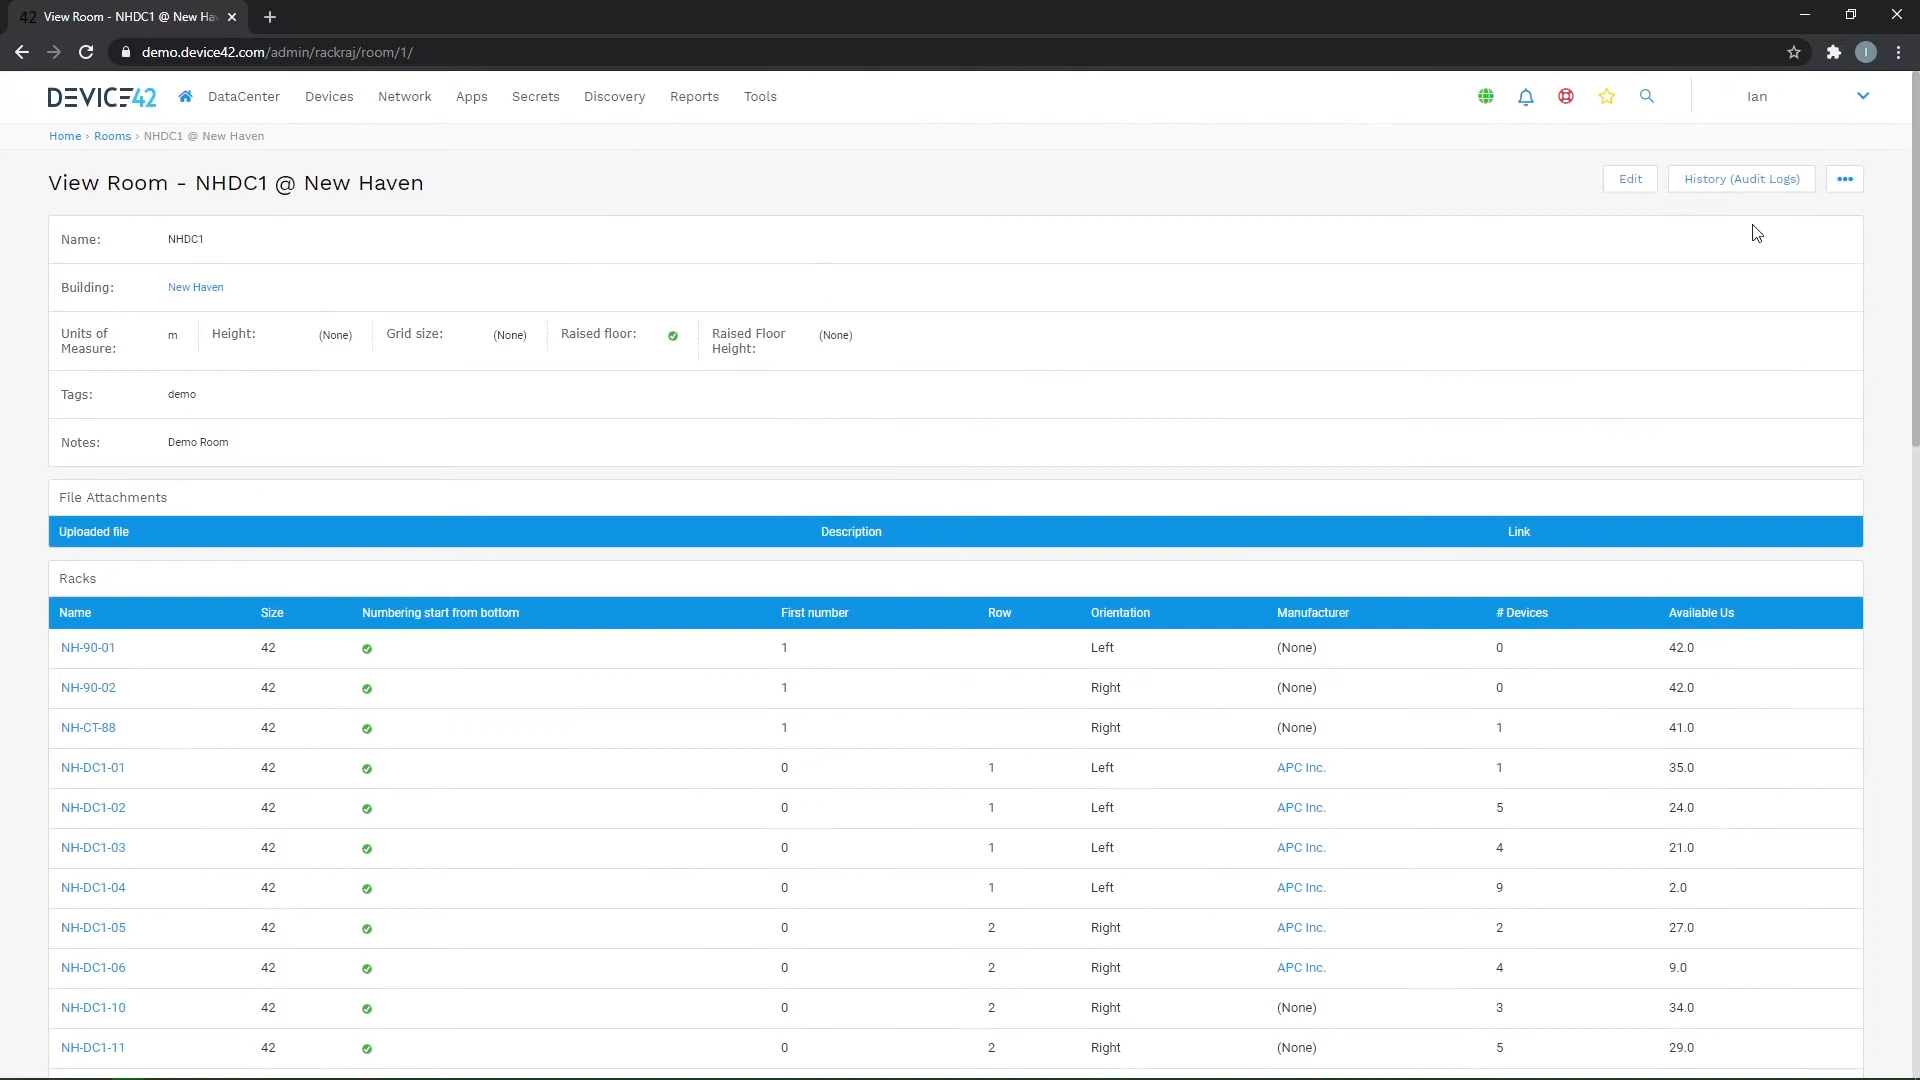 42 View Room - NHDC1 @ New Ha
demo.device42.com/admin/rackraj/room/1/
I
DEVICE42 DataCenter Devices Network Apps Secrets Discovery Reports Tools Ian
Home › Rooms › NHDC1 @ New Haven
View Room - NHDC1 @ New Haven
Edit History (Audit Logs) •••
Name: NHDC1
Building: New Haven
Units of Measure: m Height: (None) Grid size: (None) Raised floor: Raised Floor Height: (None)
Tags: demo
Notes: Demo Room
File Attachments
Uploaded file Description Link
Racks
Name Size Numbering start from bottom First number Row Orientation Manufacturer # Devices Available Us
NH-90-01 42 1 Left (None) 0 42.0
NH-90-02 42 1 Right (None) 0 42.0
NH-CT-88 42 1 Right (None) 1 41.0
NH-DC1-01 42 0 1 Left APC Inc. 1 35.0
NH-DC1-02 42 0 1 Left APC Inc. 5 24.0
NH-DC1-03 42 0 1 Left APC Inc. 4 21.0
NH-DC1-04 42 0 1 Left APC Inc. 9 2.0
NH-DC1-05 42 0 2 Right APC Inc. 2 27.0
NH-DC1-06 42 0 2 Right APC Inc. 4 9.0
NH-DC1-10 42 0 2 Right (None) 3 34.0
NH-DC1-11 42 0 2 Right (None) 5 29.0